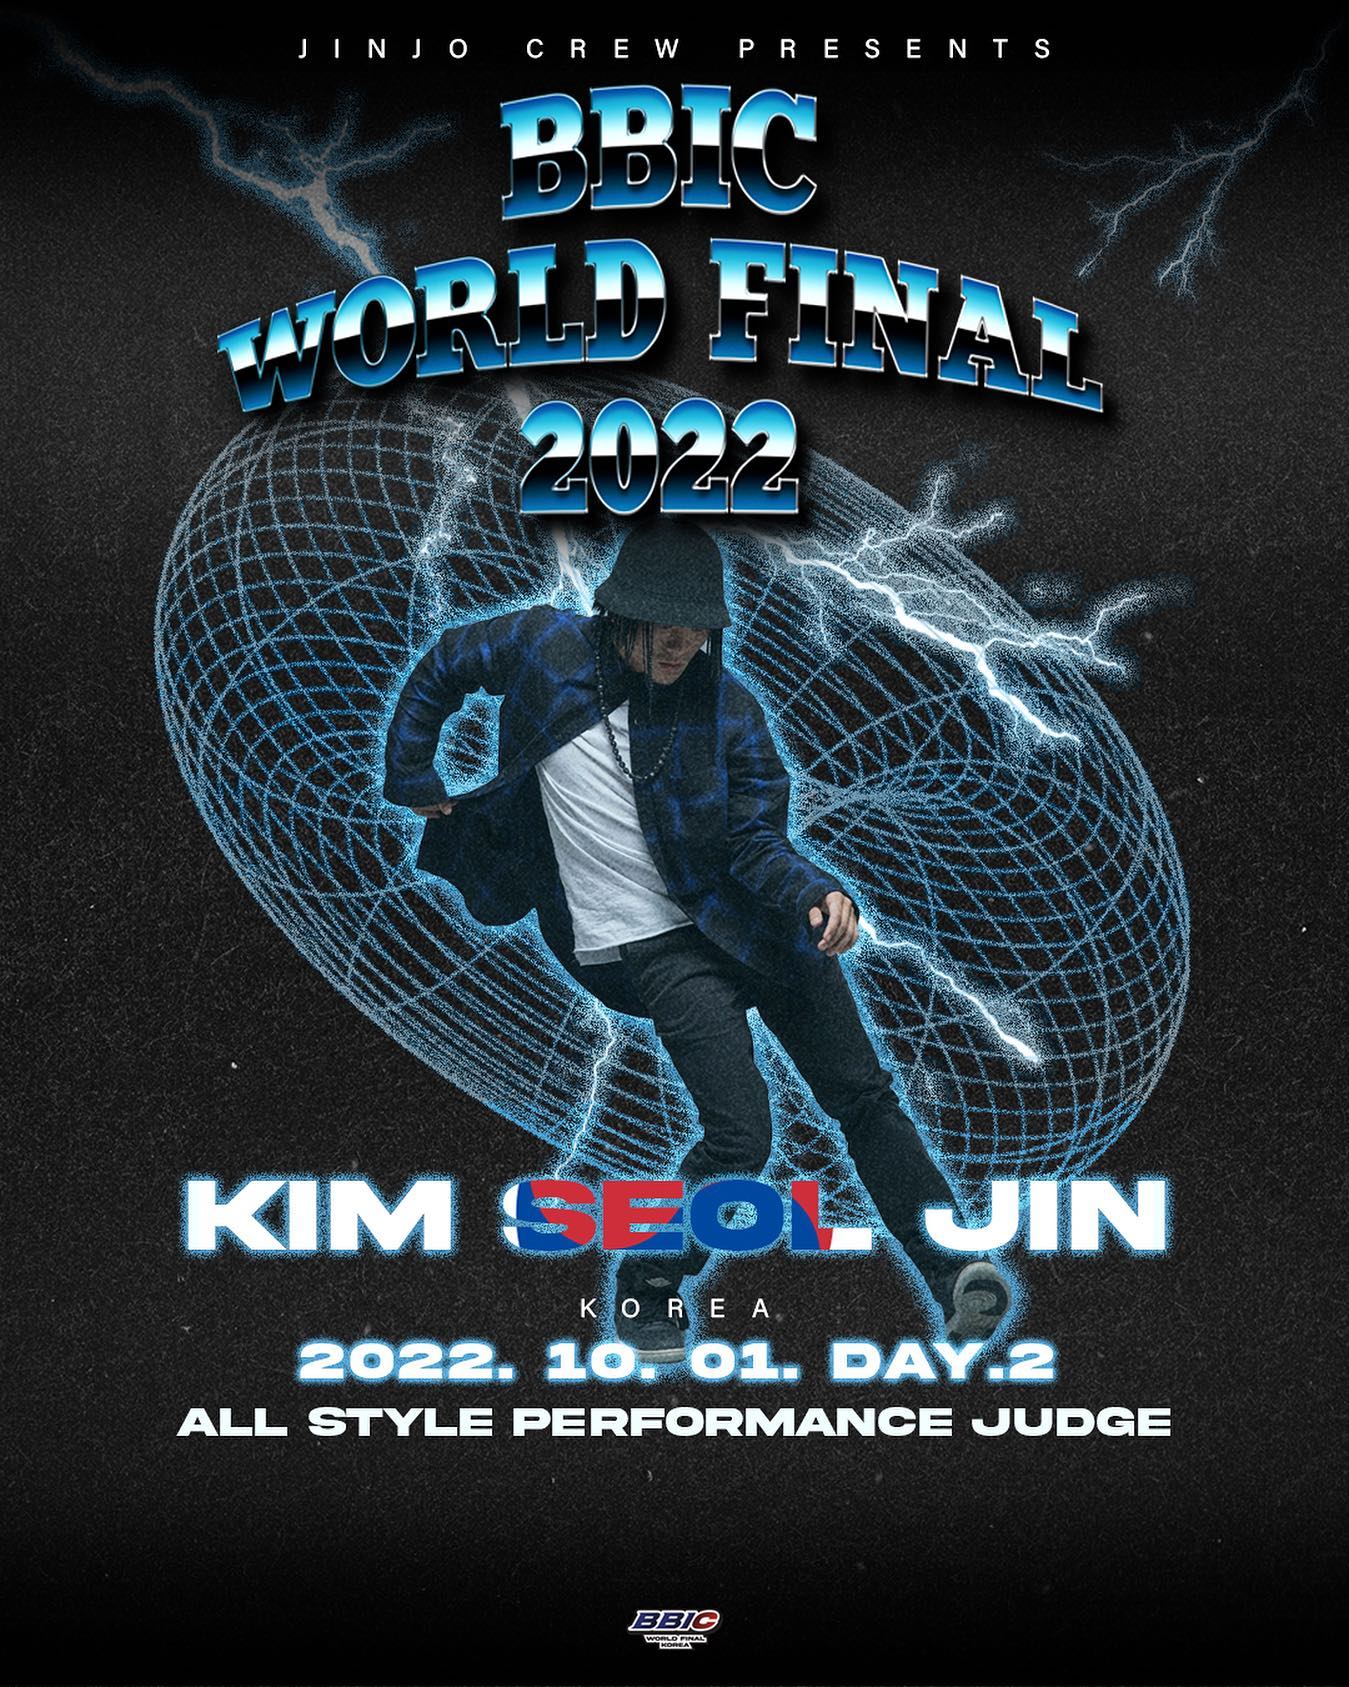 JINJO CREW PRESENTS
BBIC
WORLD FINAL
2022
KIM SEOL JIN
KOREA
2022. 10. 01. DAY.2
ALL STYLE PERFORMANCE JUDGE
BBIC
WORLD FINAL
KOREA